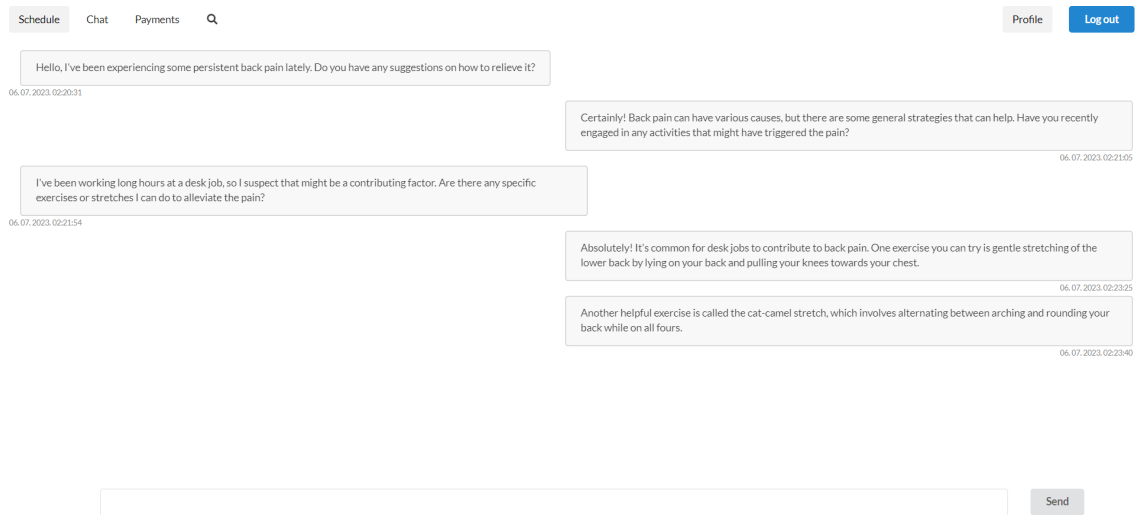 Schedule Chat Payments Profile Log out
Hello, I've been experiencing some persistent back pain lately. Do you have any suggestions on how to relieve it?
06. 07. 2023. 02:20:31
Certainly! Back pain can have various causes, but there are some general strategies that can help. Have you recently
engaged in any activities that might have triggered the pain?
06. 07. 2023. 02:21:05
I've been working long hours at a desk job, so I suspect that might be a contributing factor. Are there any specific
exercises or stretches I can do to alleviate the pain?
06. 07. 2023. 02:21:54
Absolutely! It's common for desk jobs to contribute to back pain. One exercise you can try is gentle stretching of the
lower back by lying on your back and pulling your knees towards your chest.
06. 07. 2023. 02:23:25
Another helpful exercise is called the cat-camel stretch, which involves alternating between arching and rounding your
back while on all fours.
06. 07. 2023. 02:23:40
Send